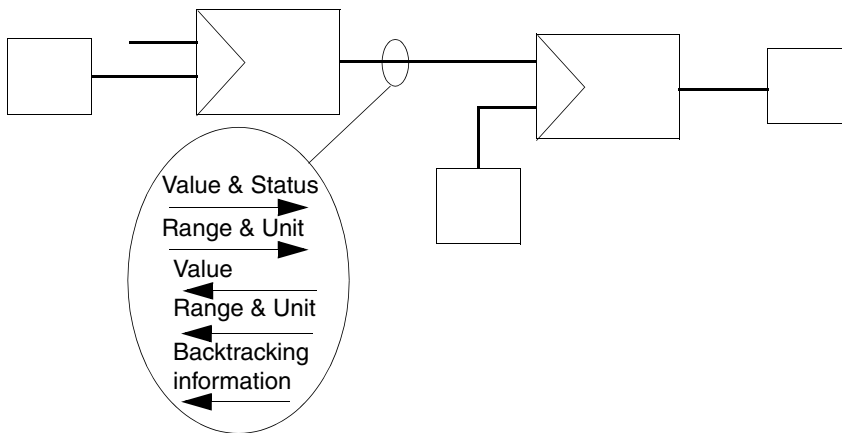 Value & Status
Range & Unit
Value
Range & Unit
Backtracking
information